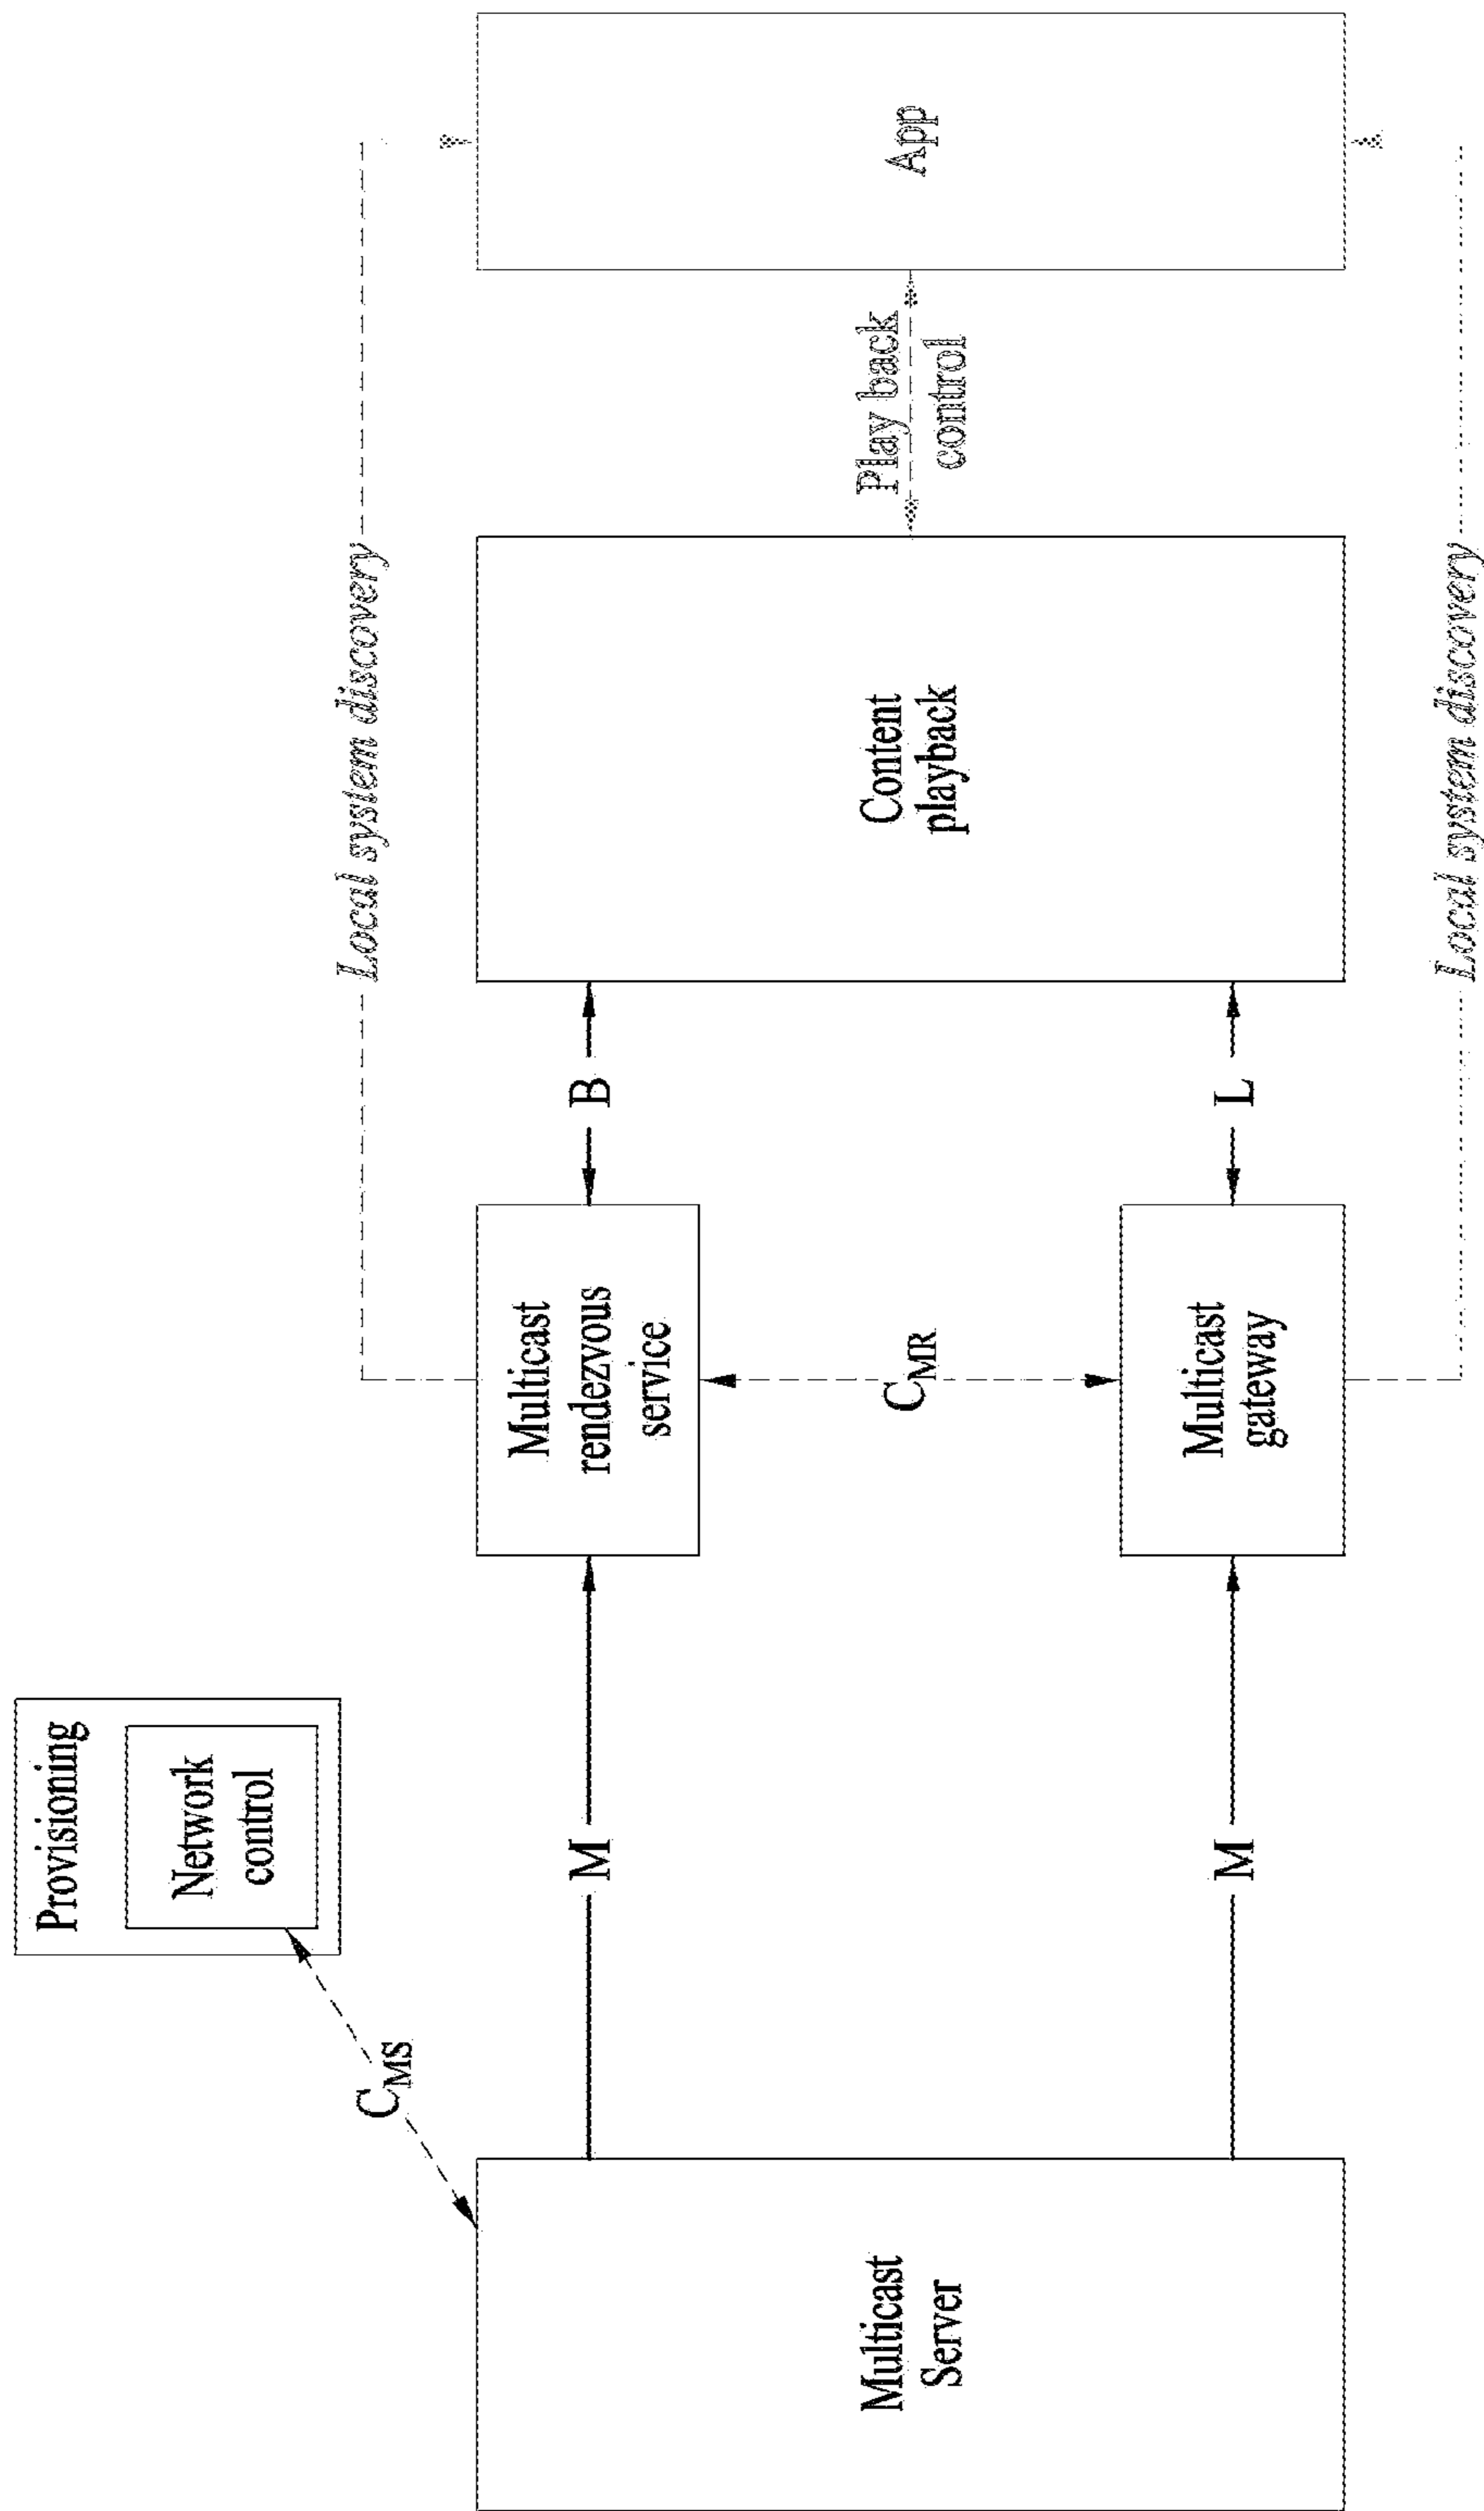 Provisioning
Network
control
C_MS
Local system discovery
Multicast
Server
M
M
Multicast
rendezvous
service
C_MR
Multicast
gateway
B
L
Content
playback
Play back
control
App
Local system discovery